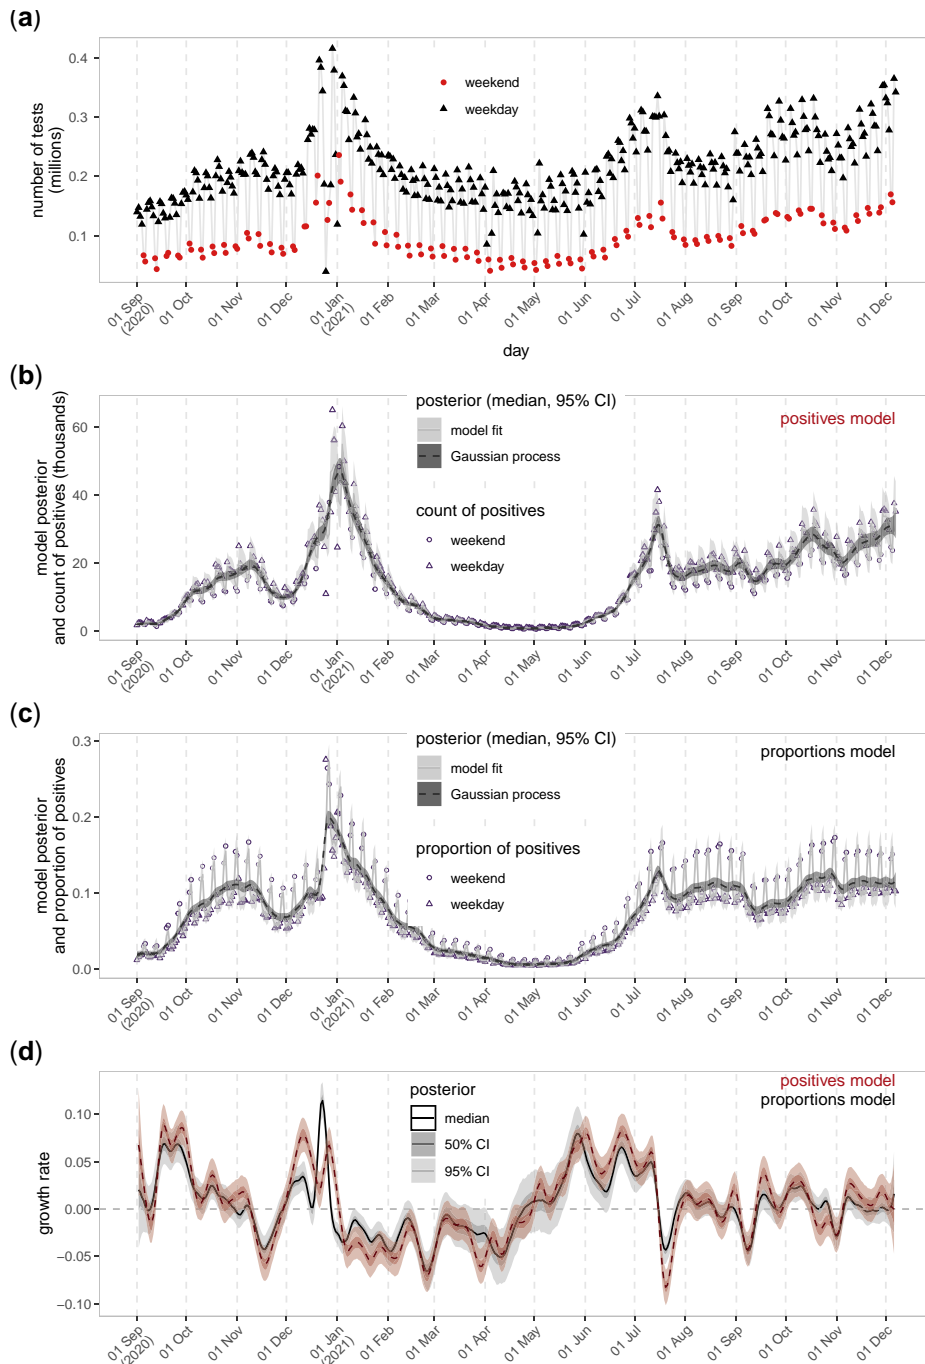 (a)
number of tests
(millions)
0.4
0.3
0.2
0.1
weekend
weekday
01 Sep
(2020)
01 Oct
01 Nov
01 Dec
01 Jan
(2021)
01 Feb
01 Mar
01 Apr
01 May
01 Jun
01 Jul
01 Aug
01 Sep
01 Oct
01 Nov
01 Dec
day
(b)
model posterior
and count of positives (thousands)
60
40
20
0
posterior (median, 95% CI)
model fit
Gaussian process
count of positives
weekend
weekday
positives model
01 Sep
(2020)
01 Oct
01 Nov
01 Dec
01 Jan
(2021)
01 Feb
01 Mar
01 Apr
01 May
01 Jun
01 Jul
01 Aug
01 Sep
01 Oct
01 Nov
01 Dec
(c)
model posterior
and proportion of positives
0.3
0.2
0.1
0.0
posterior (median, 95% CI)
model fit
Gaussian process
proportion of positives
weekend
weekday
proportions model
01 Sep
(2020)
01 Oct
01 Nov
01 Dec
01 Jan
(2021)
01 Feb
01 Mar
01 Apr
01 May
01 Jun
01 Jul
01 Aug
01 Sep
01 Oct
01 Nov
01 Dec
(d)
growth rate
0.10
0.05
0.00
−0.05
−0.10
posterior
median
50% CI
95% CI
positives model
proportions model
01 Sep
(2020)
01 Oct
01 Nov
01 Dec
01 Jan
(2021)
01 Feb
01 Mar
01 Apr
01 May
01 Jun
01 Jul
01 Aug
01 Sep
01 Oct
01 Nov
01 Dec